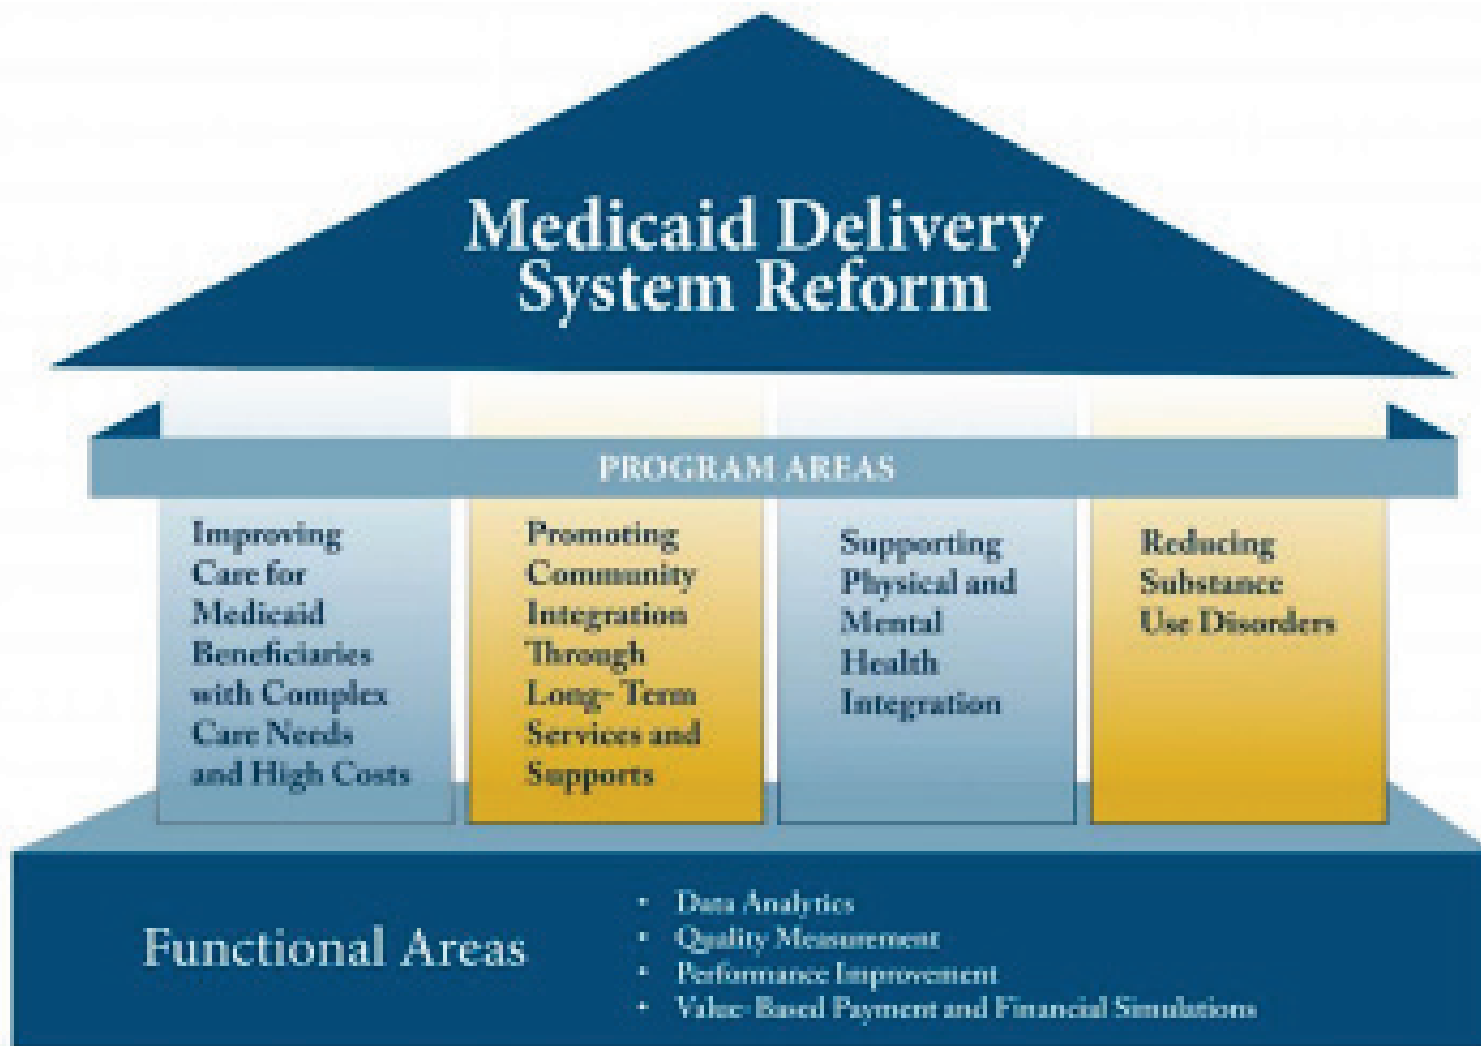 Medicaid Delivery
System Reform
PROGRAM AREAS
Improving
Care for
Medicaid
Beneficiaries
with Complex
Care Needs
and High Costs
Promoting
Community
Integration
Through
Long- Term
Services and
Supports
Supporting
Physical and
Mental
Health
Integration
Reducing
Substance
Use Disorders
Functional Areas
• Data Analytics
• Quality Measurement
• Performance Improvement
• Value-Based Payment and Financial Simulations